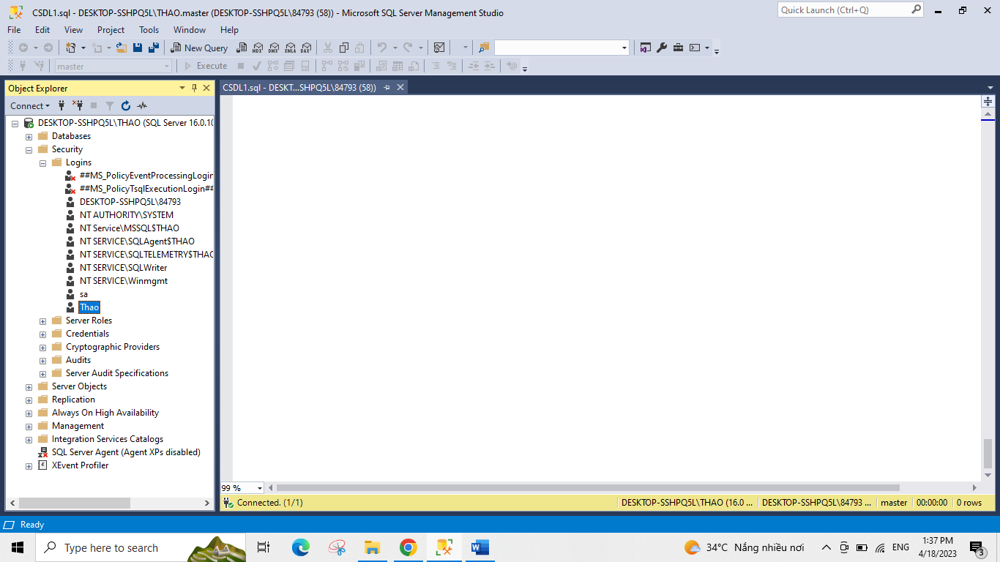 CSDL1.sql - DESKTOP-SSHPQ5L\THAO.master (DESKTOP-SSHPQ5L\84793 (58)) - Microsoft SQL Server Management Studio
Quick Launch (Ctrl+Q)
File Edit View Project Tools Window Help
New Query MDX DMX XMLA DAX
master Execute
Object Explorer
CSDL1.sql - DESKT...SHPQ5L\84793 (58))
Connect
DESKTOP-SSHPQ5L\THAO (SQL Server 16.0.10
Databases
Security
Logins
##MS_PolicyEventProcessingLogin
##MS_PolicyTsqlExecutionLogin##
DESKTOP-SSHPQ5L\84793
NT AUTHORITY\SYSTEM
NT Service\MSSQL$THAO
NT SERVICE\SQLAgent$THAO
NT SERVICE\SQLTELEMETRY$THAO
NT SERVICE\SQLWriter
NT SERVICE\Winmgmt
sa
Thao
Server Roles
Credentials
Cryptographic Providers
Audits
Server Audit Specifications
Server Objects
Replication
Always On High Availability
Management
Integration Services Catalogs
SQL Server Agent (Agent XPs disabled)
XEvent Profiler
99 %
Connected. (1/1)
DESKTOP-SSHPQ5L\THAO (16.0 ... DESKTOP-SSHPQ5L\84793 ... master 00:00:00 0 rows
Ready
Type here to search
34°C Nắng nhiều nơi
ENG
1:37 PM
4/18/2023
3